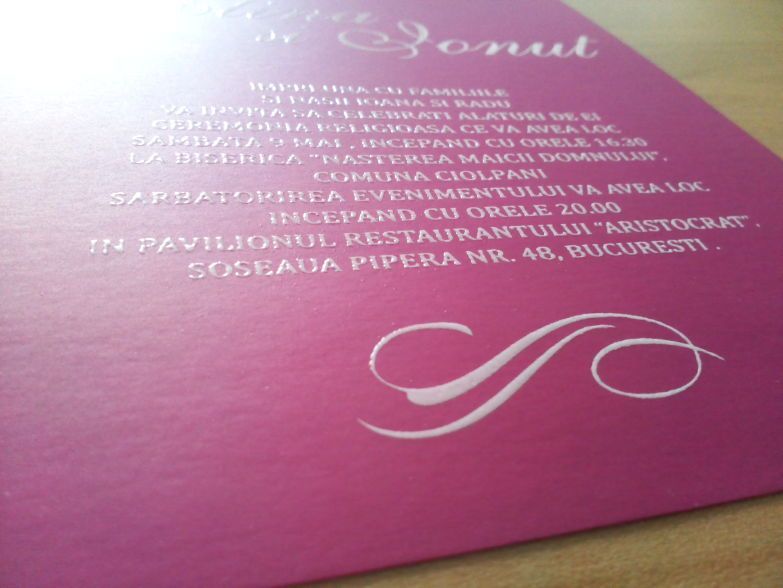 si Ionut
IMPREUNA CU FAMILIILE
SI NASII IOANA SI RADU
VA INVITA SA CELEBRATI ALATURI DE EI
CEREMONIA RELIGIOASA CE VA AVEA LOC
SAMBATA 9 MAI , INCEPAND CU ORELE 16.30
LA BISERICA "NASTEREA MAICII DOMNULUI",
COMUNA CIOLPANI
SARBATORIREA EVENIMENTULUI VA AVEA LOC
INCEPAND CU ORELE 20.00
IN PAVILIONUL RESTAURANTULUI "ARISTOCRAT" ,
SOSEAUA PIPERA NR. 48, BUCURESTI .